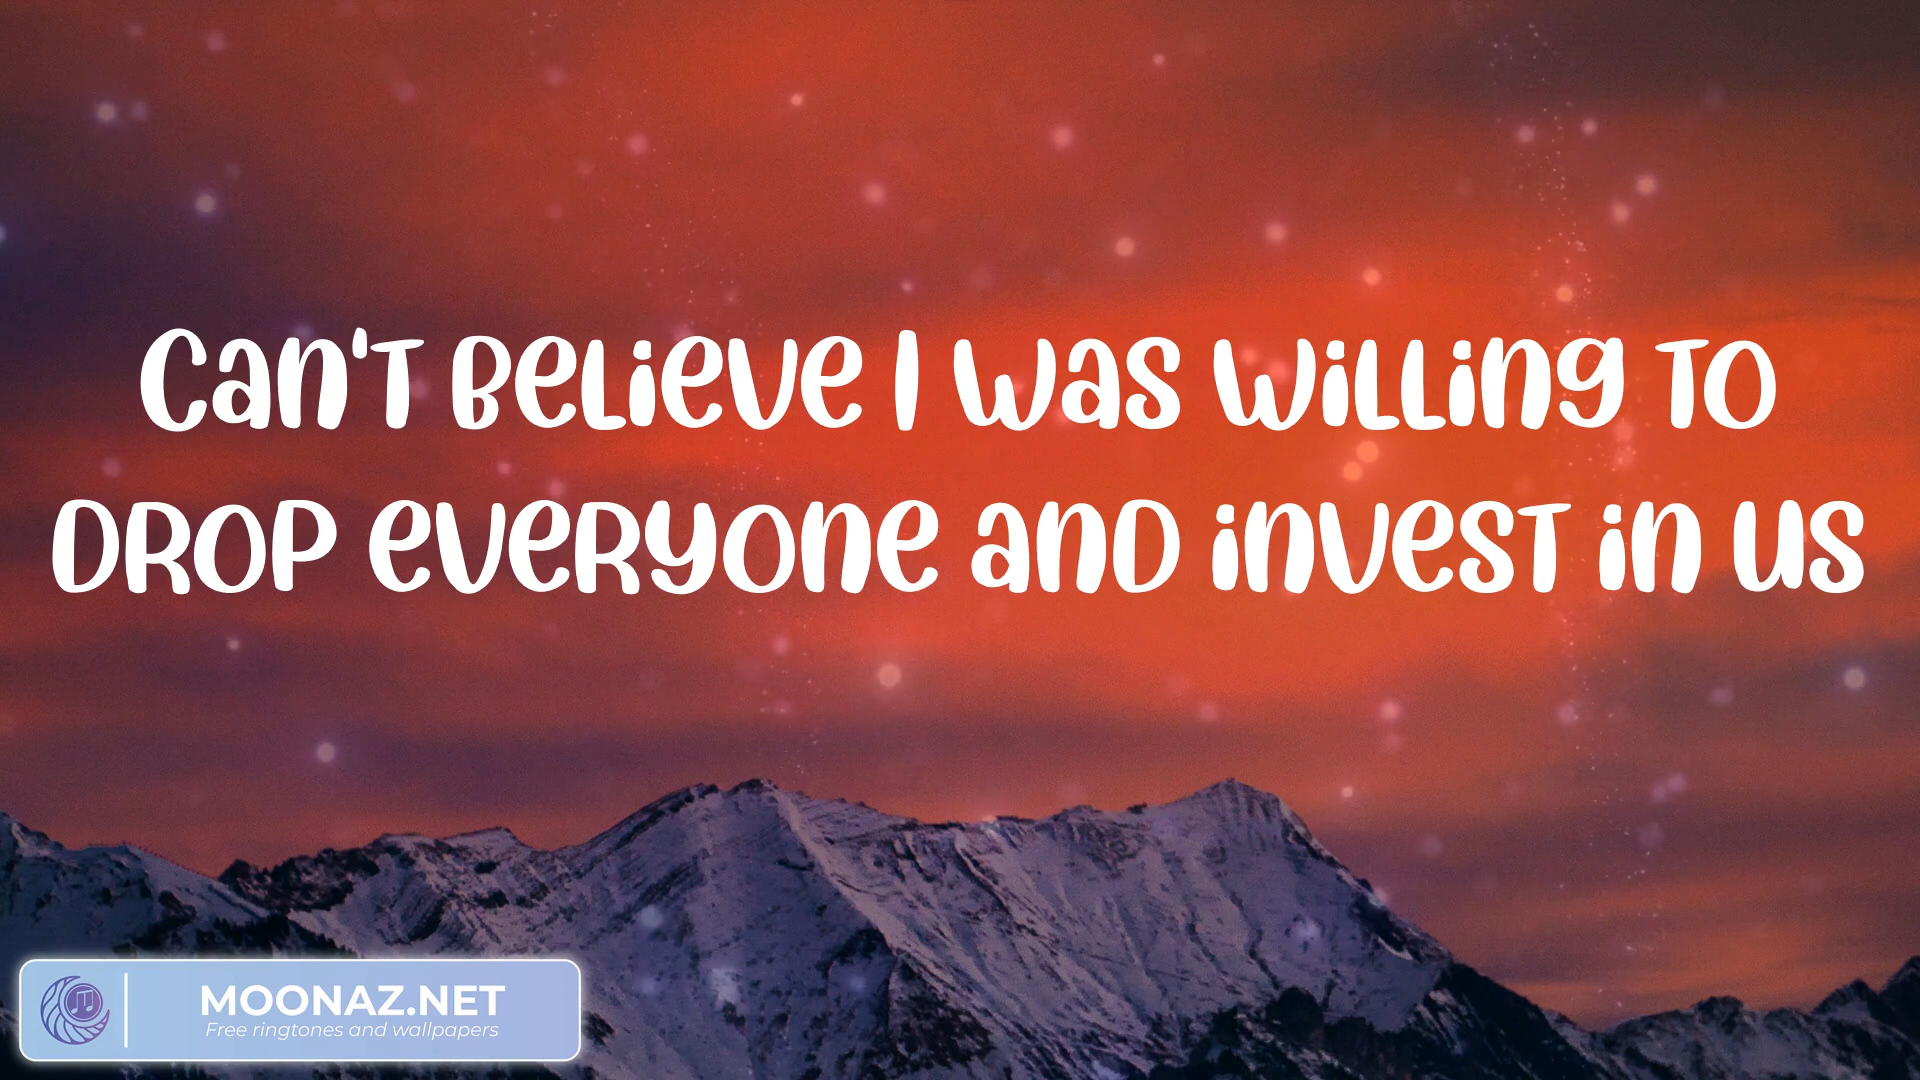 Can't believe I was willing to
drop everyone and invest in us
MOONAZ.NET
Free ringtones and wallpapers